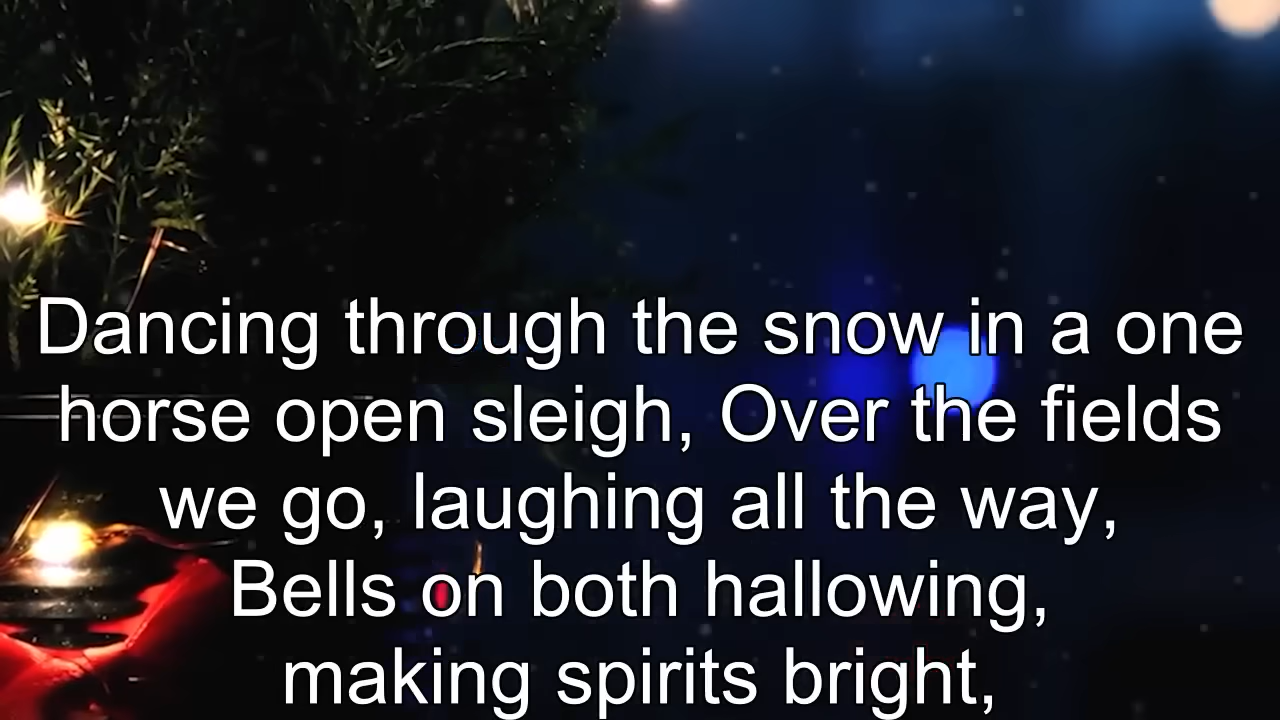 Dancing through the snow in a one
horse open sleigh, Over the fields
we go, laughing all the way,
Bells on both hallowing,
making spirits bright,